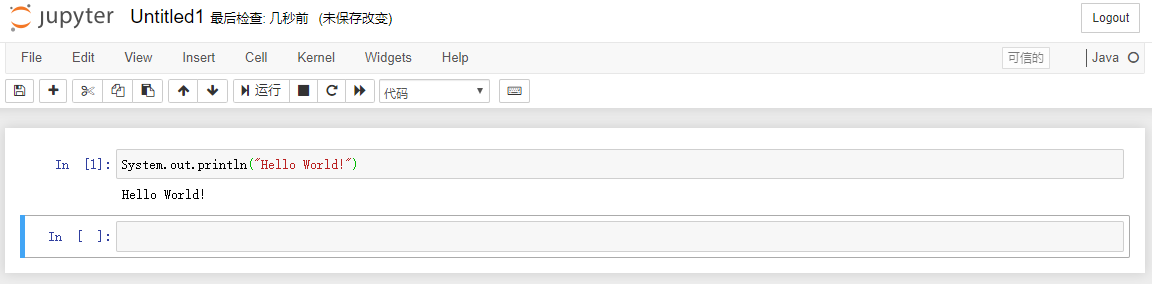 jupyter Untitled1 最后检查: 几秒前 (未保存改变) Logout
File Edit View Insert Cell Kernel Widgets Help 可信的 Java
运行 代码
In [1]: System.out.println("Hello World!")
Hello World!
In [ ]: